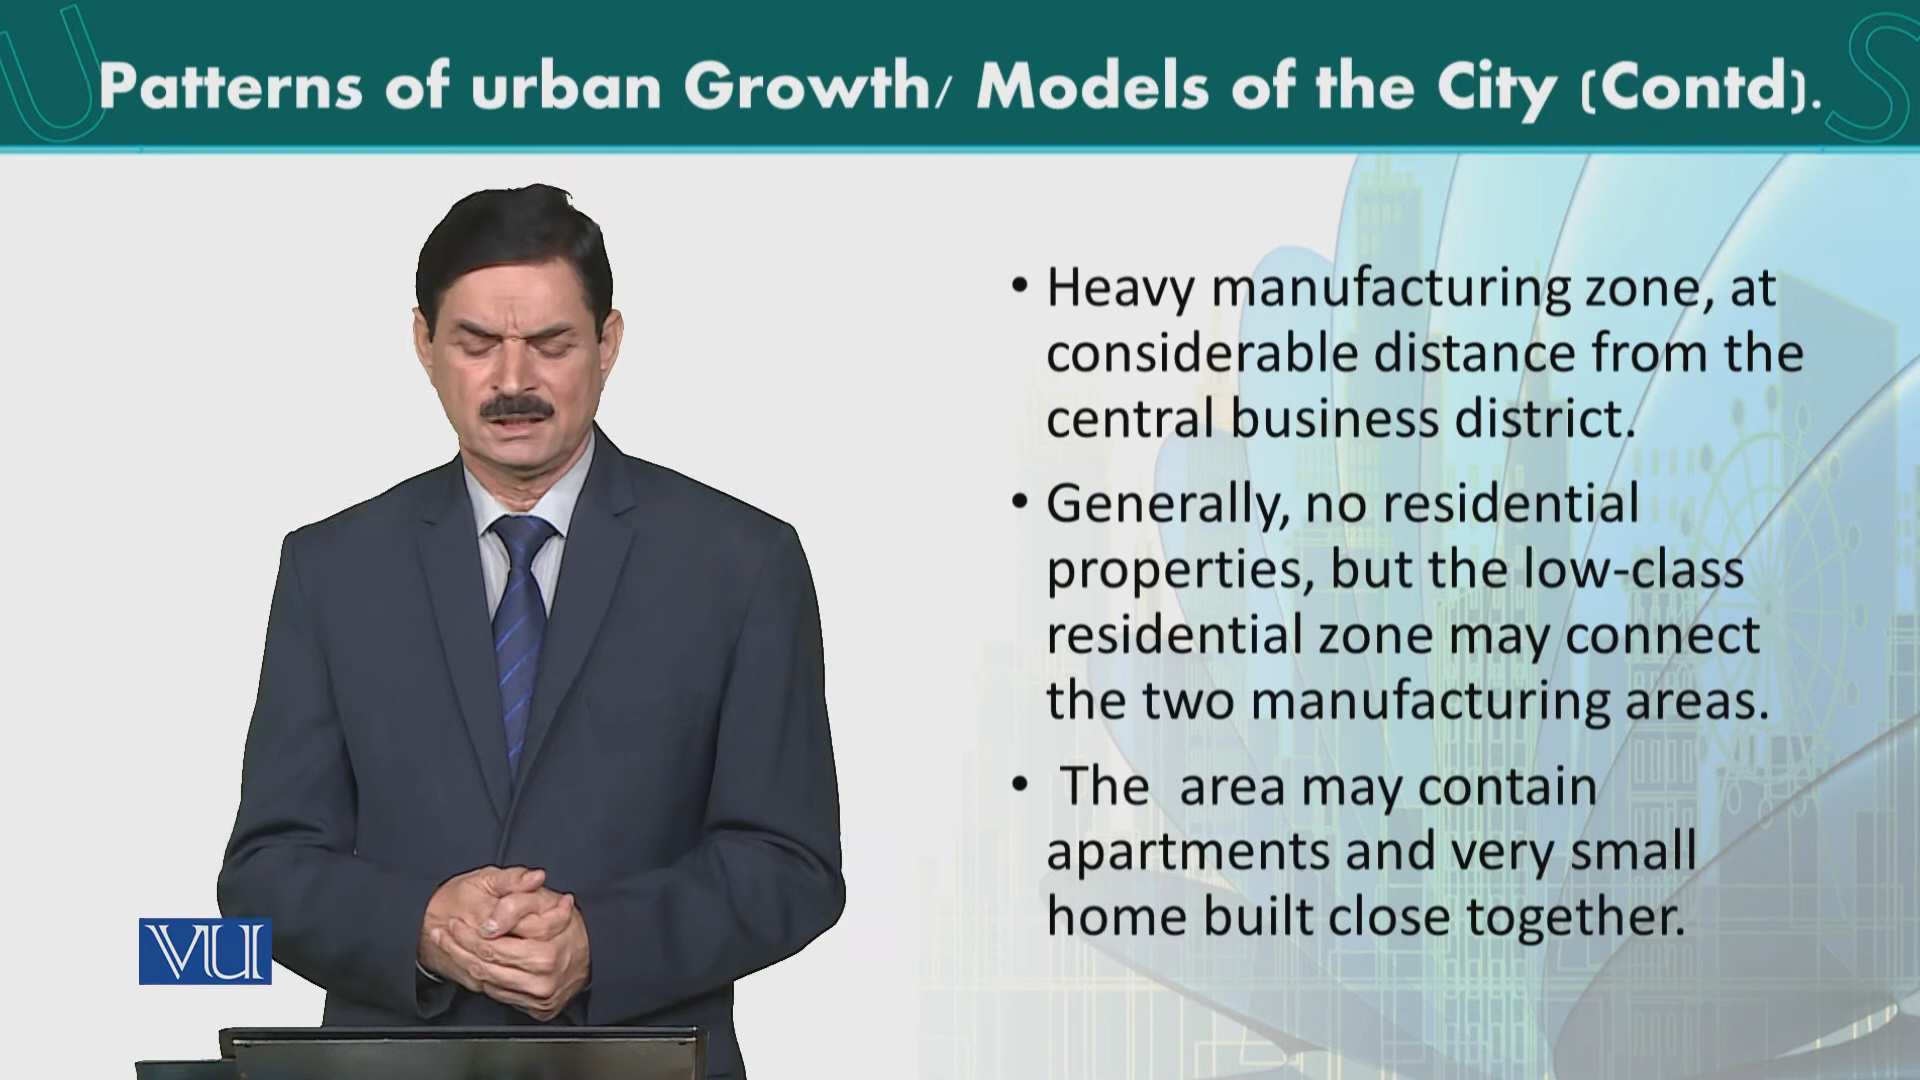 Patterns of urban Growth/ Models of the City (Contd).
• Heavy manufacturing zone, at
considerable distance from the
central business district.
• Generally, no residential
properties, but the low-class
residential zone may connect
the two manufacturing areas.
• The area may contain
apartments and very small
home built close together.
VU
U
S